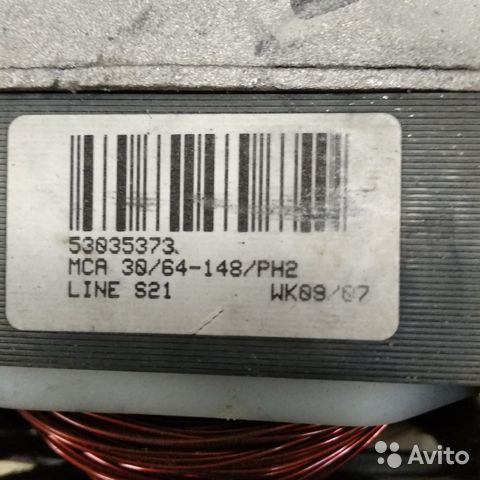 53035373
MCA 30/64-148/PH2
LINE S21 WK09/07
Avito